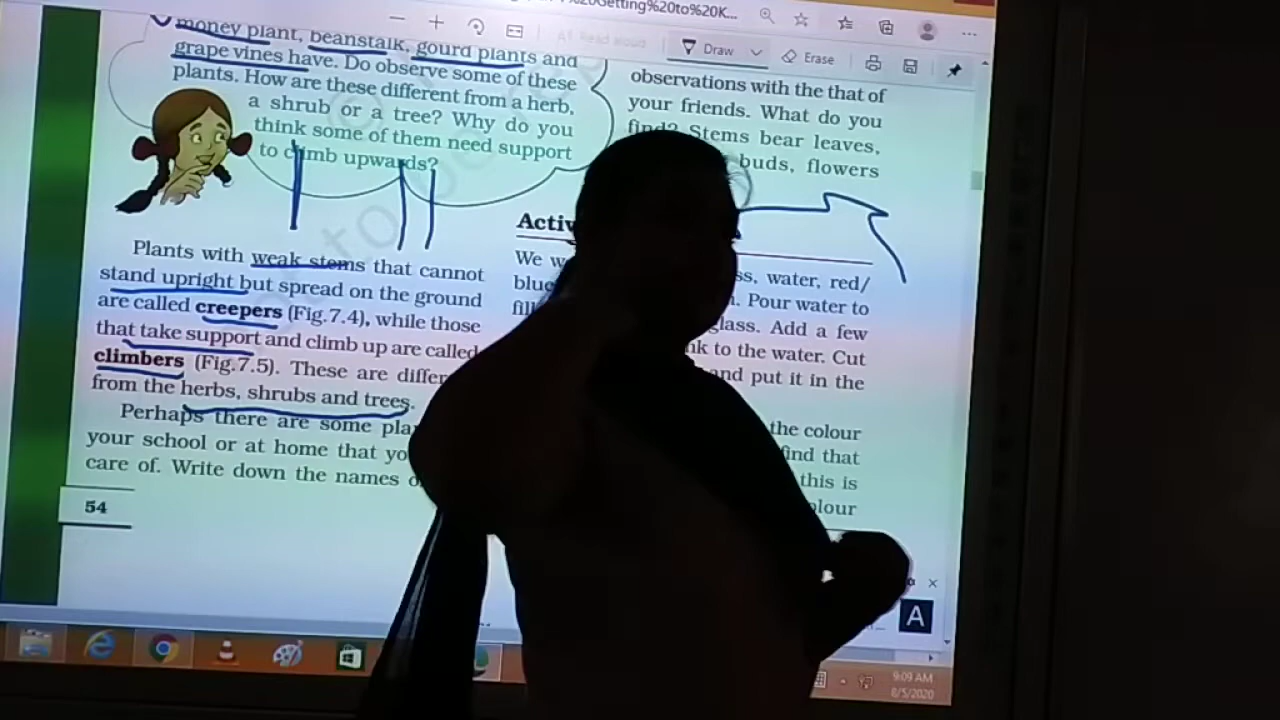 Getting%20to%20K...
Read aloud
Draw
Erase
money plant, beanstalk, gourd plants and
grape vines have. Do observe some of these
plants. How are these different from a herb,
a shrub or a tree? Why do you
think some of them need support
to climb upwards?
Plants with weak stems that cannot
stand upright but spread on the ground
are called creepers (Fig.7.4), while those
that take support and climb up are called
climbers (Fig.7.5). These are
from the herbs, shrubs and trees.
Perhaps there are some
your school or at home that
care of. Write down the names
54
observations with the that of
your friends. What do you
find? Stems bear leaves,
buds, flowers
We
water, red/
Pour water to
glass. Add a few
to the water. Cut
and put it in the
the colour
find that
this is
A
9:09 AM
8/5/2020